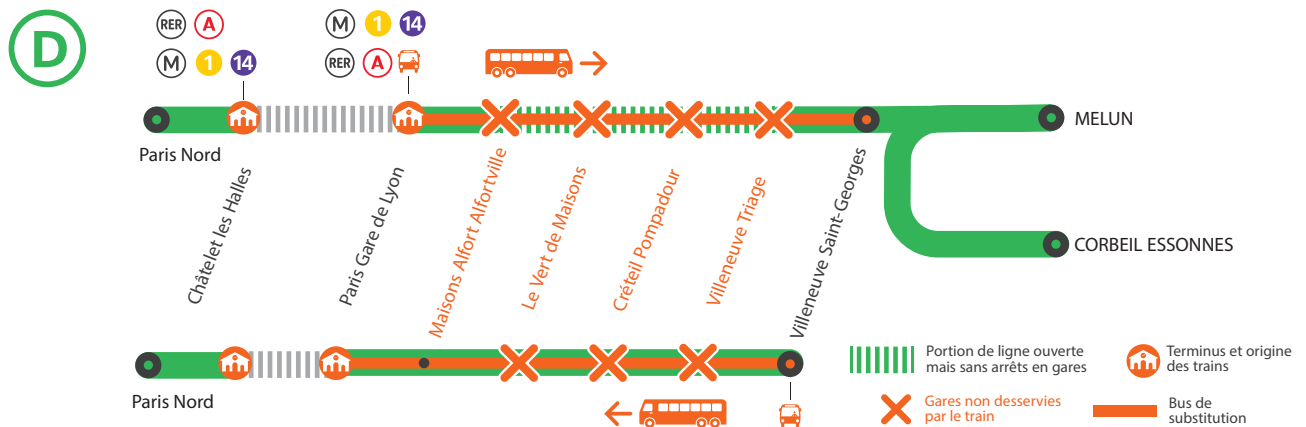 D
RER A
M 1 14
M 1 14
RER A
Paris Nord
Châtelet les Halles
Paris Gare de Lyon
Maisons Alfort Alfortville
Le Vert de Maisons
Créteil Pompadour
Villeneuve Triage
Villeneuve Saint-Georges
MELUN
CORBEIL ESSONNES
Paris Nord
Portion de ligne ouverte
mais sans arrêts en gares
Terminus et origine
des trains
Gares non desservies
par le train
Bus de
substitution